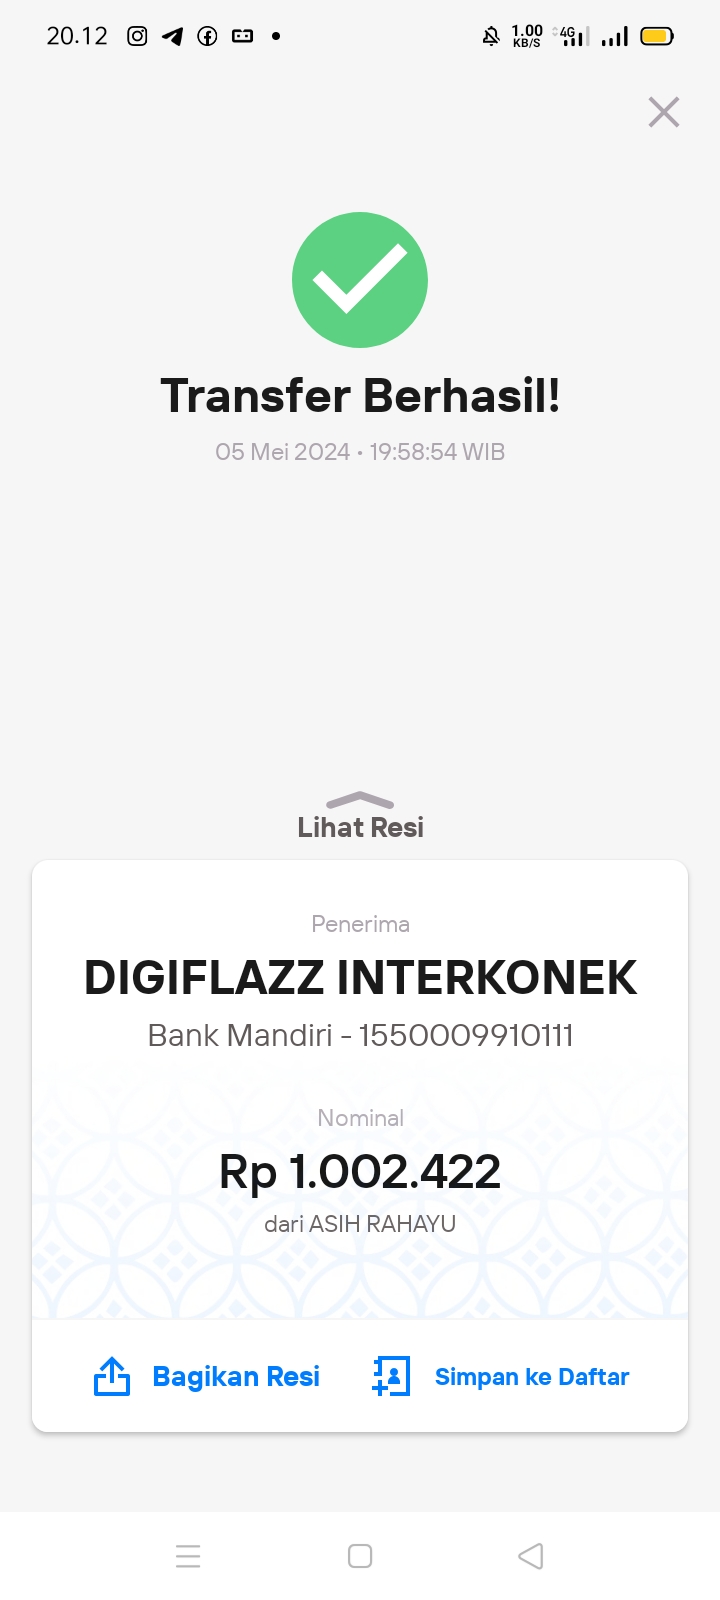 20.12
1.00
KB/S
4G
Transfer Berhasil!
05 Mei 2024 • 19:58:54 WIB
Lihat Resi
Penerima
DIGIFLAZZ INTERKONEK
Bank Mandiri - 1550009910111
Nominal
Rp 1.002.422
dari ASIH RAHAYU
Bagikan Resi
Simpan ke Daftar